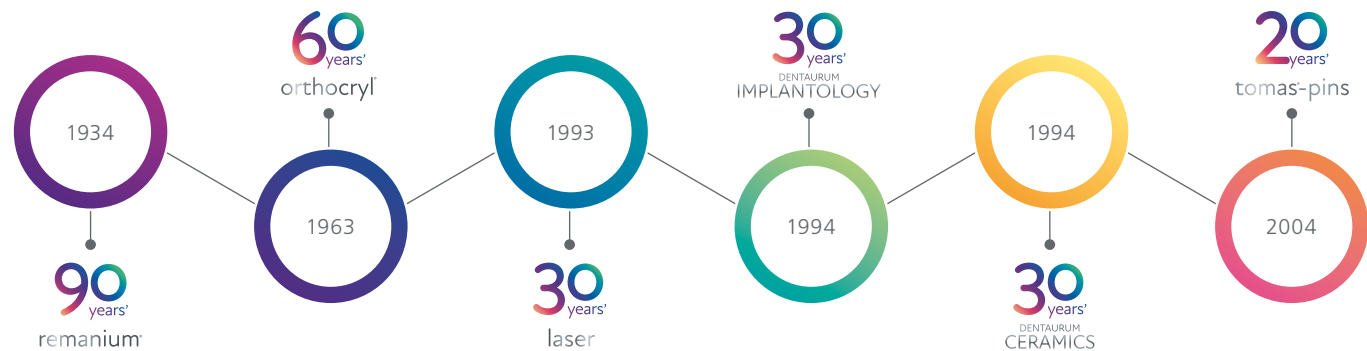 1934
90
years'
remanium®
60
years'
orthocryl®
1963
1993
30
years'
laser
30
years'
DENTAURUM
IMPLANTOLOGY
1994
1994
30
years'
DENTAURUM
CERAMICS
20
years'
tomas®-pins
2004